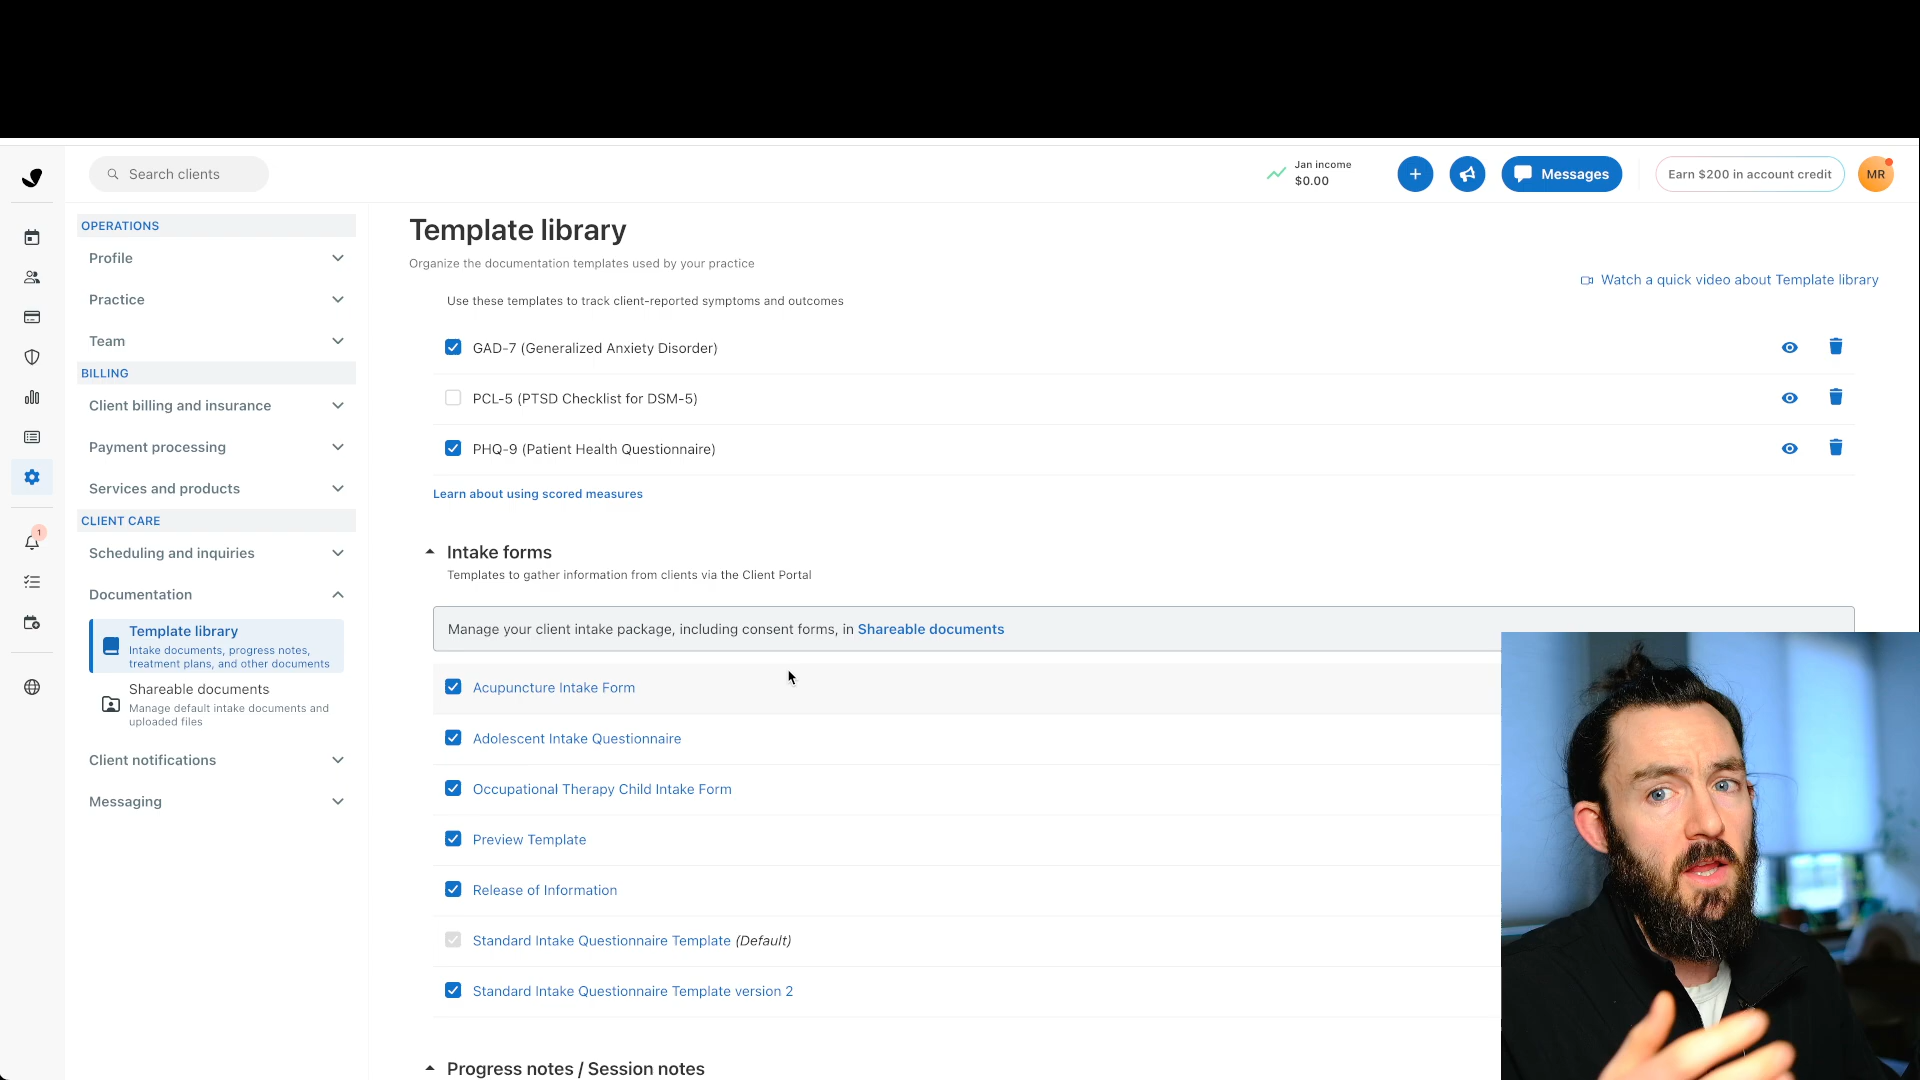 Search clients
Jan income
$0.00
+
Messages
Earn $200 in account credit
MR
OPERATIONS
Profile
Practice
Team
BILLING
Client billing and insurance
Payment processing
Services and products
CLIENT CARE
Scheduling and inquiries
1
Documentation
Template library
Intake documents, progress notes,
treatment plans, and other documents
Shareable documents
Manage default intake documents and
uploaded files
Client notifications
Messaging
Template library
Organize the documentation templates used by your practice
Watch a quick video about Template library
Use these templates to track client-reported symptoms and outcomes
GAD-7 (Generalized Anxiety Disorder)
PCL-5 (PTSD Checklist for DSM-5)
PHQ-9 (Patient Health Questionnaire)
Learn about using scored measures
Intake forms
Templates to gather information from clients via the Client Portal
Manage your client intake package, including consent forms, in Shareable documents
Acupuncture Intake Form
Adolescent Intake Questionnaire
Occupational Therapy Child Intake Form
Preview Template
Release of Information
Standard Intake Questionnaire Template (Default)
Standard Intake Questionnaire Template version 2
Progress notes / Session notes